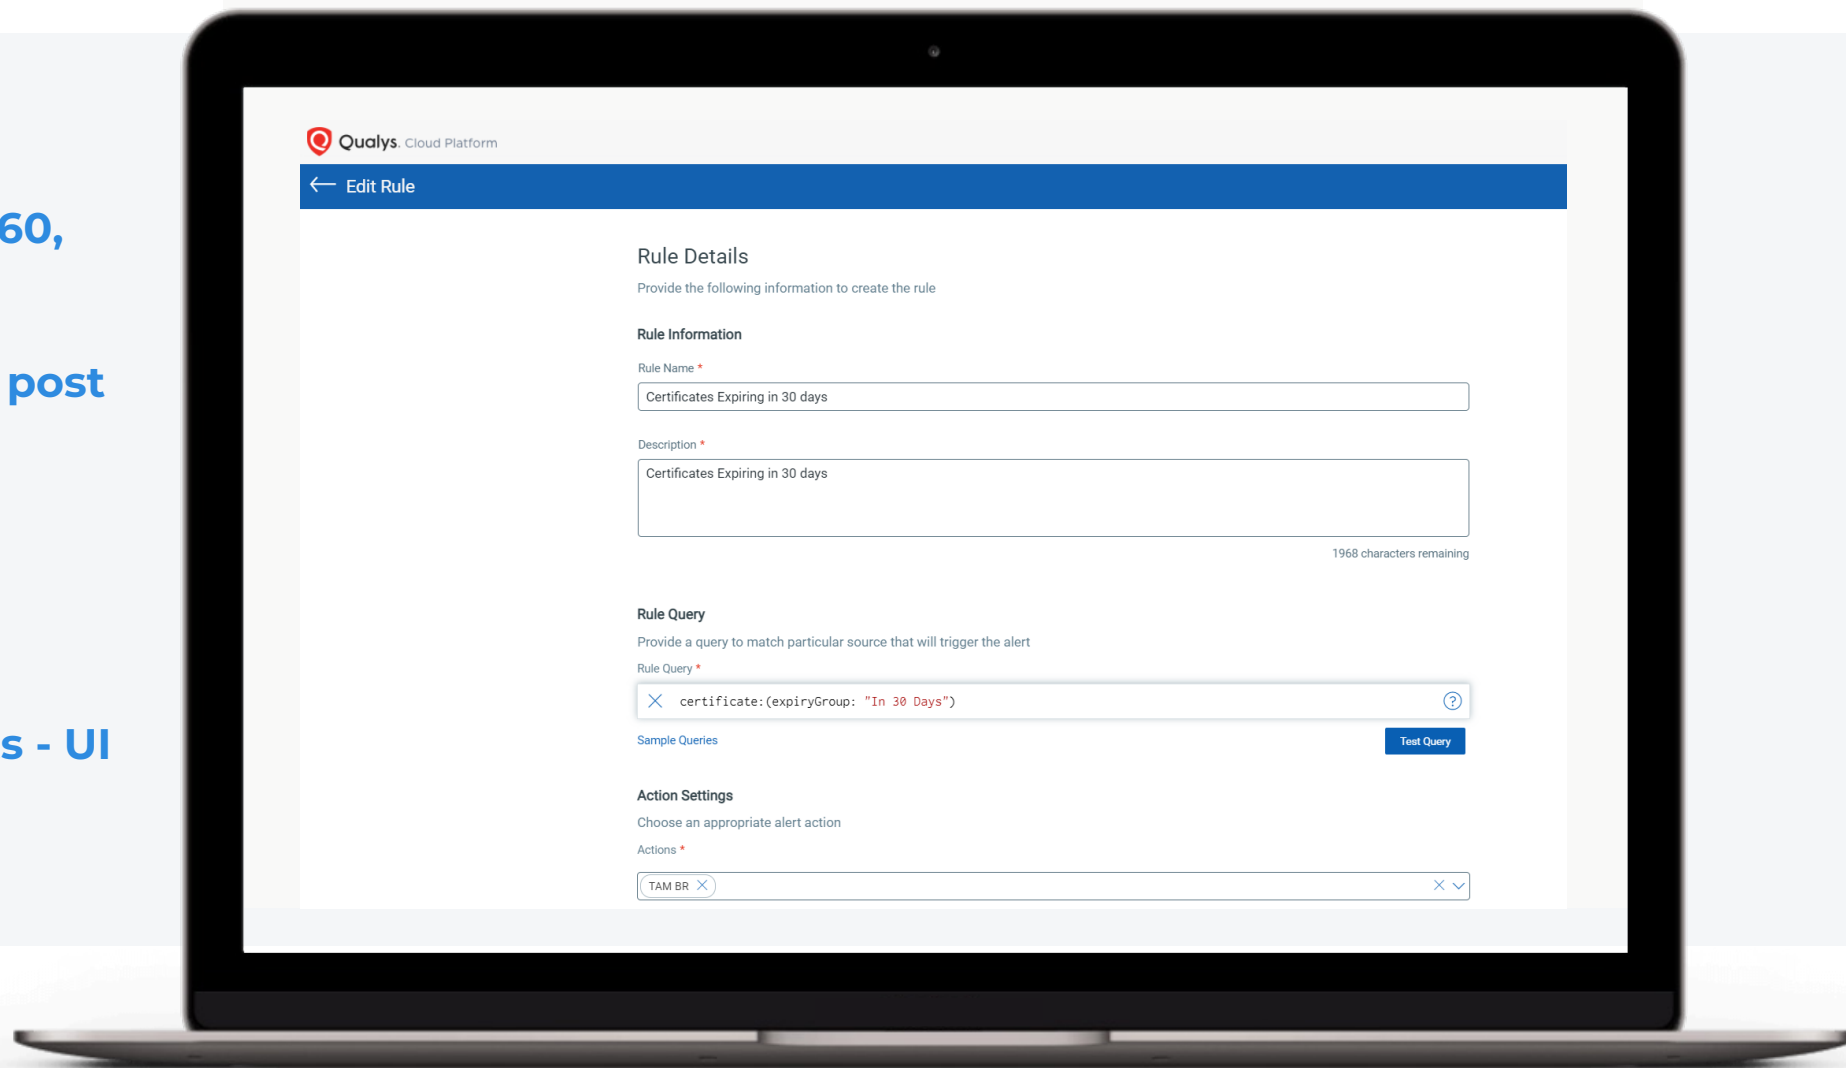 60,
post
s - UI
Qualys. Cloud Platform
Edit Rule
Rule Details
Provide the following information to create the rule
Rule Information
Rule Name *
Certificates Expiring in 30 days
Description *
Certificates Expiring in 30 days
1968 characters remaining
Rule Query
Provide a query to match particular source that will trigger the alert
Rule Query *
certificate:(expiryGroup: "In 30 Days")
Sample Queries
Test Query
Action Settings
Choose an appropriate alert action
Actions *
TAM BR